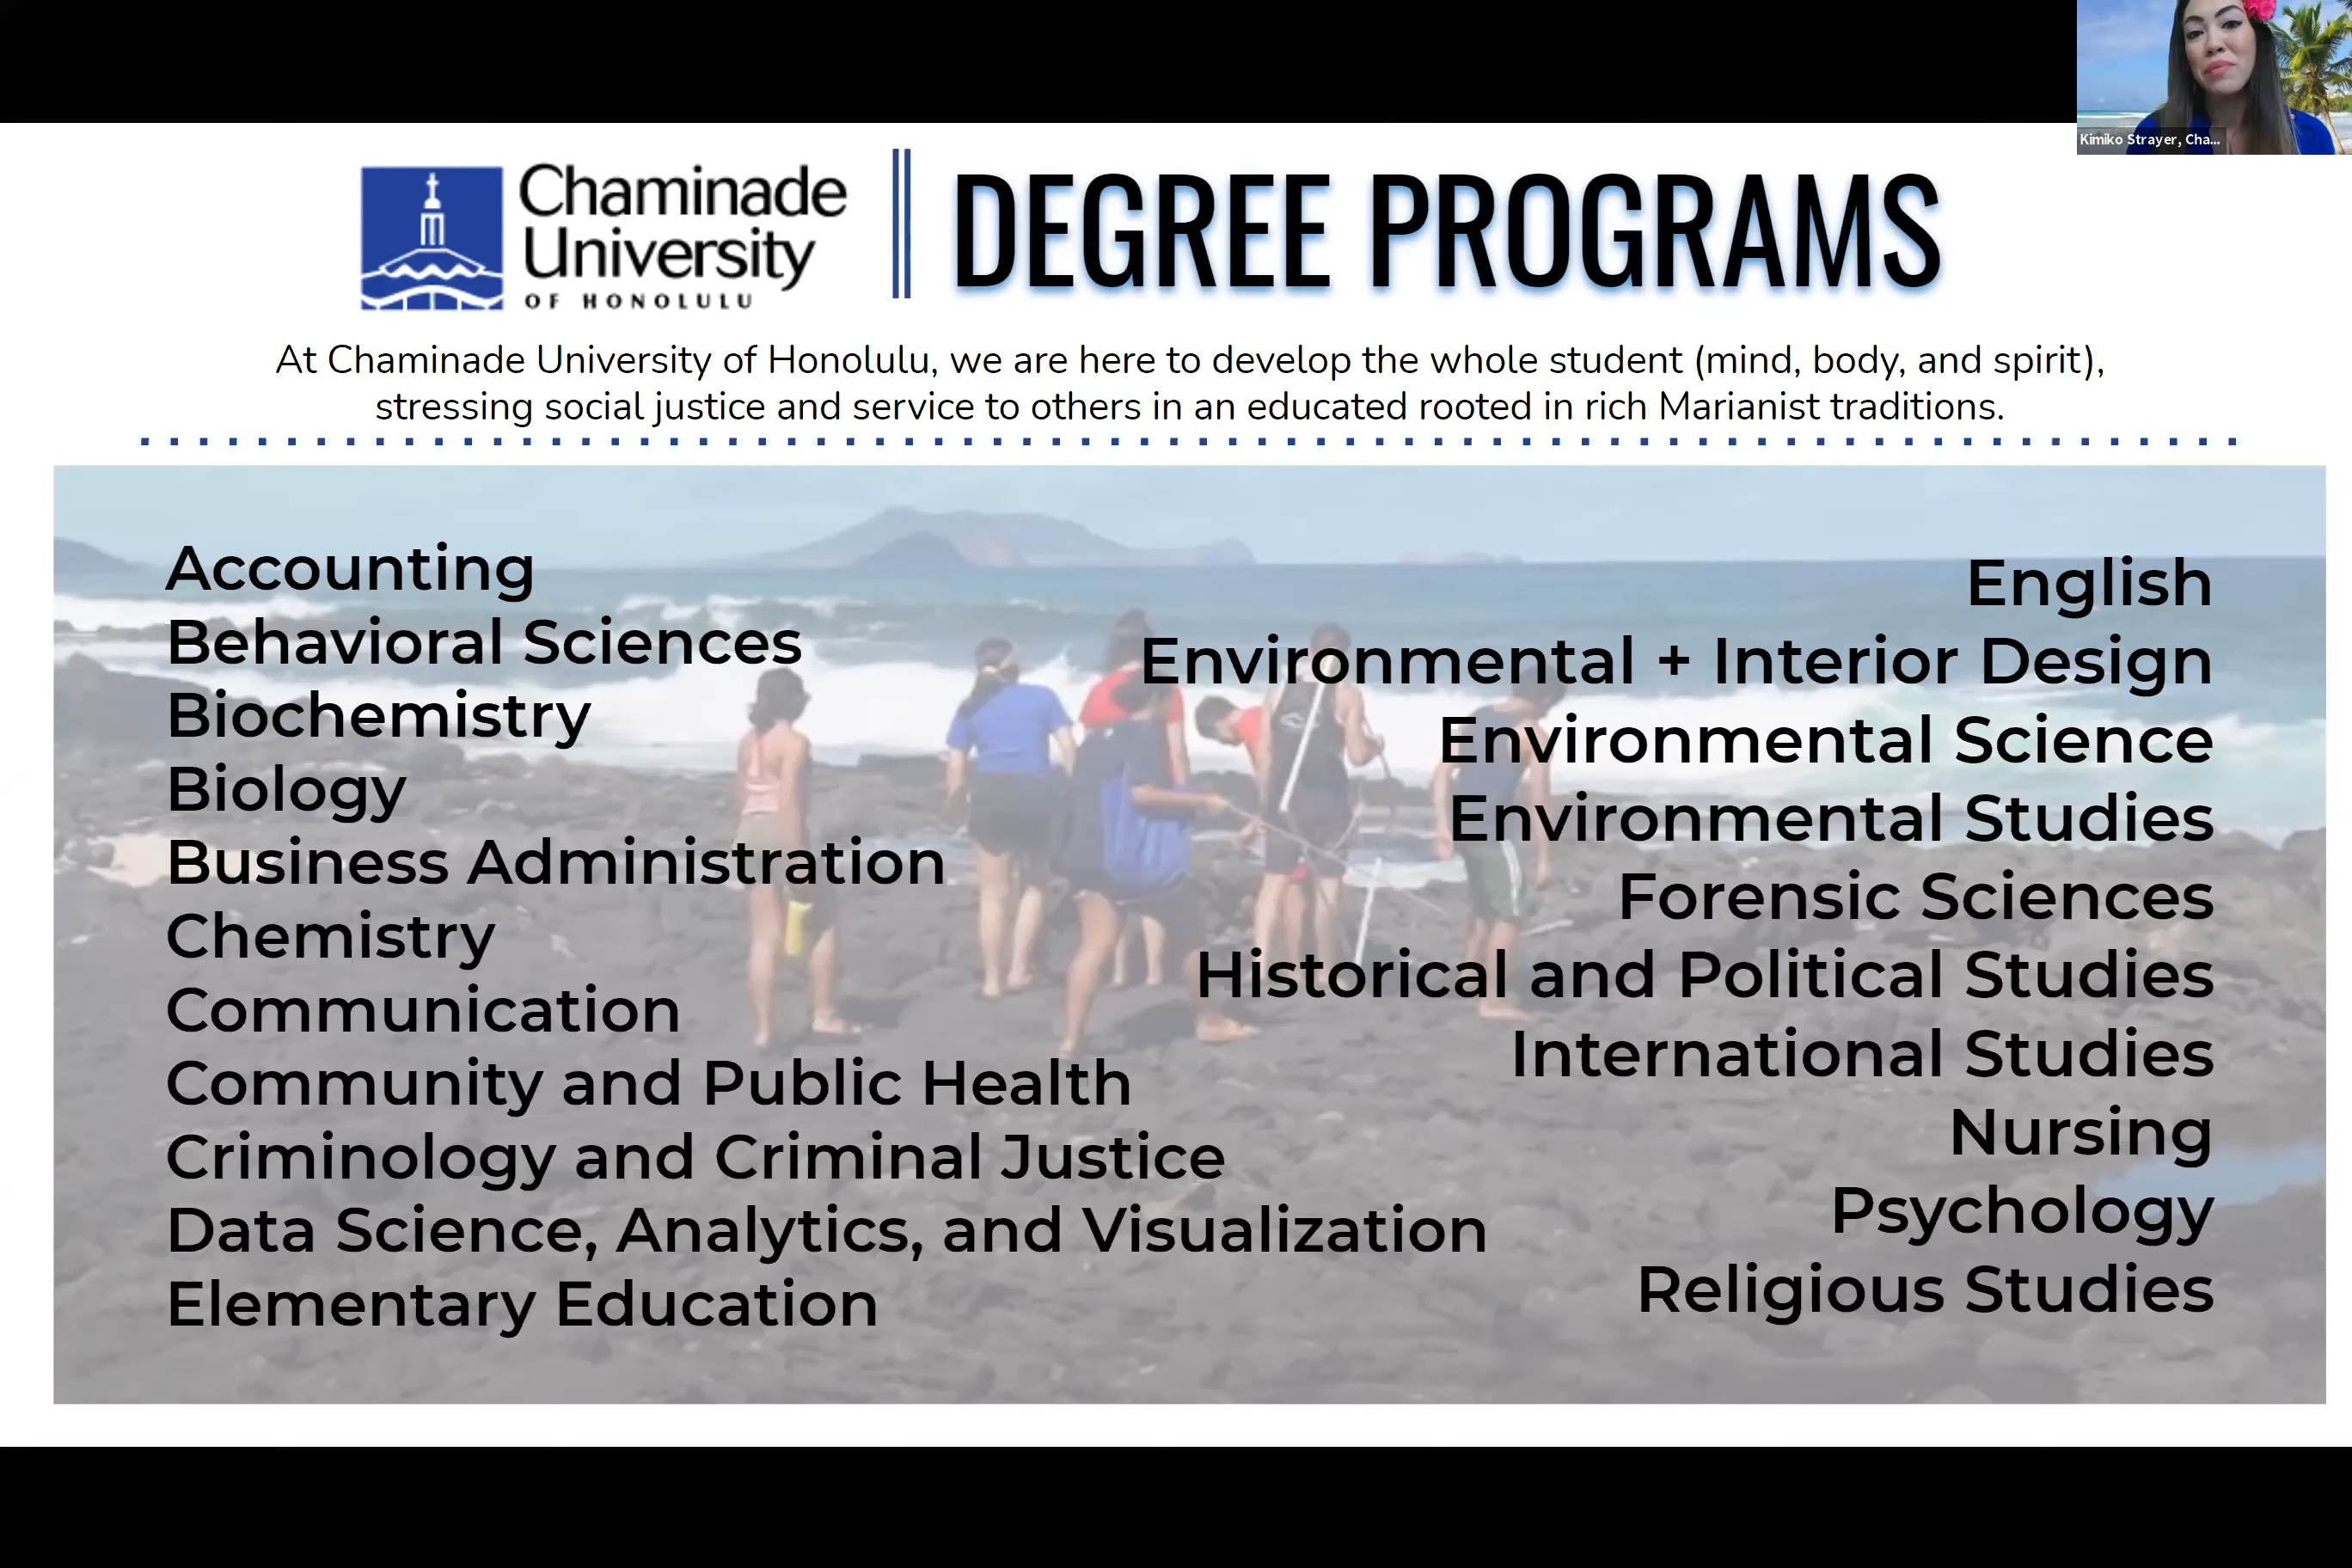 Kimiko Strayer, Cha...
Chaminade
University
OF HONOLULU
DEGREE PROGRAMS
At Chaminade University of Honolulu, we are here to develop the whole student (mind, body, and spirit),
stressing social justice and service to others in an educated rooted in rich Marianist traditions.
Accounting
Behavioral Sciences
Biochemistry
Biology
Business Administration
Chemistry
Communication
Community and Public Health
Criminology and Criminal Justice
Data Science, Analytics, and Visualization
Elementary Education
English
Environmental + Interior Design
Environmental Science
Environmental Studies
Forensic Sciences
Historical and Political Studies
International Studies
Nursing
Psychology
Religious Studies